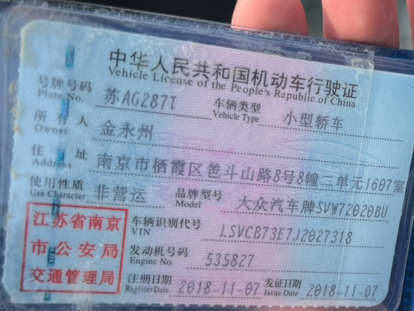 中华人民共和国机动车行驶证
Vehicle License of the People's Republic of China
号牌号码 Plate No. 苏AG287T 车辆类型 Vehicle Type 小型轿车
所有人 Owner 金永州
住址 Address 南京市栖霞区笆斗山路8号8幢三单元1607室
使用性质 Use Character 非营运 品牌型号 Model 大众汽车牌SVW72020BU
江苏省南京市公安局交通管理局
车辆识别代号 VIN LSVCB73E7J2027318
发动机号码 Engine No. 535827
注册日期 Register Date 2018-11-07 发证日期 Issue Date 2018-11-07